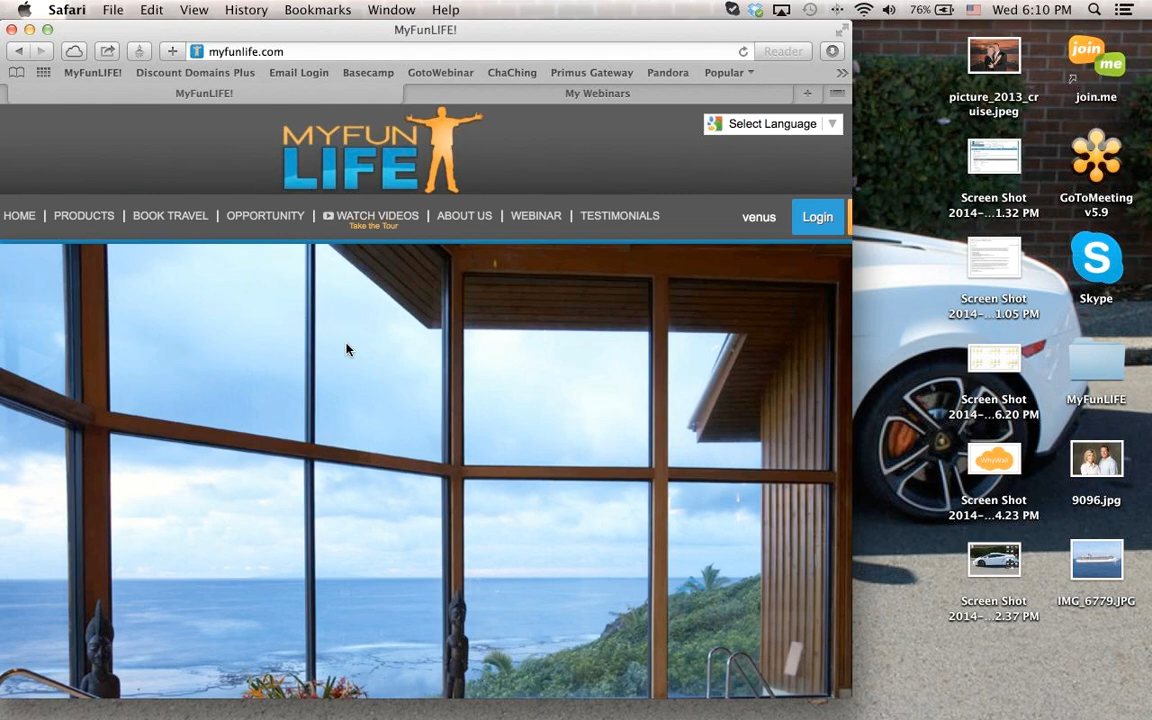 Safari File Edit View History Bookmarks Window Help
76% Wed 6:10 PM
MyFunLIFE!
myfunlife.com
Reader
MyFunLIFE! Discount Domains Plus Email Login Basecamp GotoWebinar ChaChing Primus Gateway Pandora Popular
MyFunLIFE! My Webinars
MYFUN
LIFE
Select Language
HOME | PRODUCTS | BOOK TRAVEL | OPPORTUNITY | WATCH VIDEOS | ABOUT US | WEBINAR | TESTIMONIALS
Take the Tour
venus
Login
picture_2013_cr
uise.jpeg
join
me
join.me
Screen Shot
2014-...1.32 PM
GoToMeeting
v5.9
Screen Shot
2014-...1.05 PM
Skype
Screen Shot
2014-...6.20 PM
MyFunLIFE
WhyWait
Screen Shot
2014-...4.23 PM
9096.jpg
Screen Shot
2014-...2.37 PM
IMG_6779.JPG